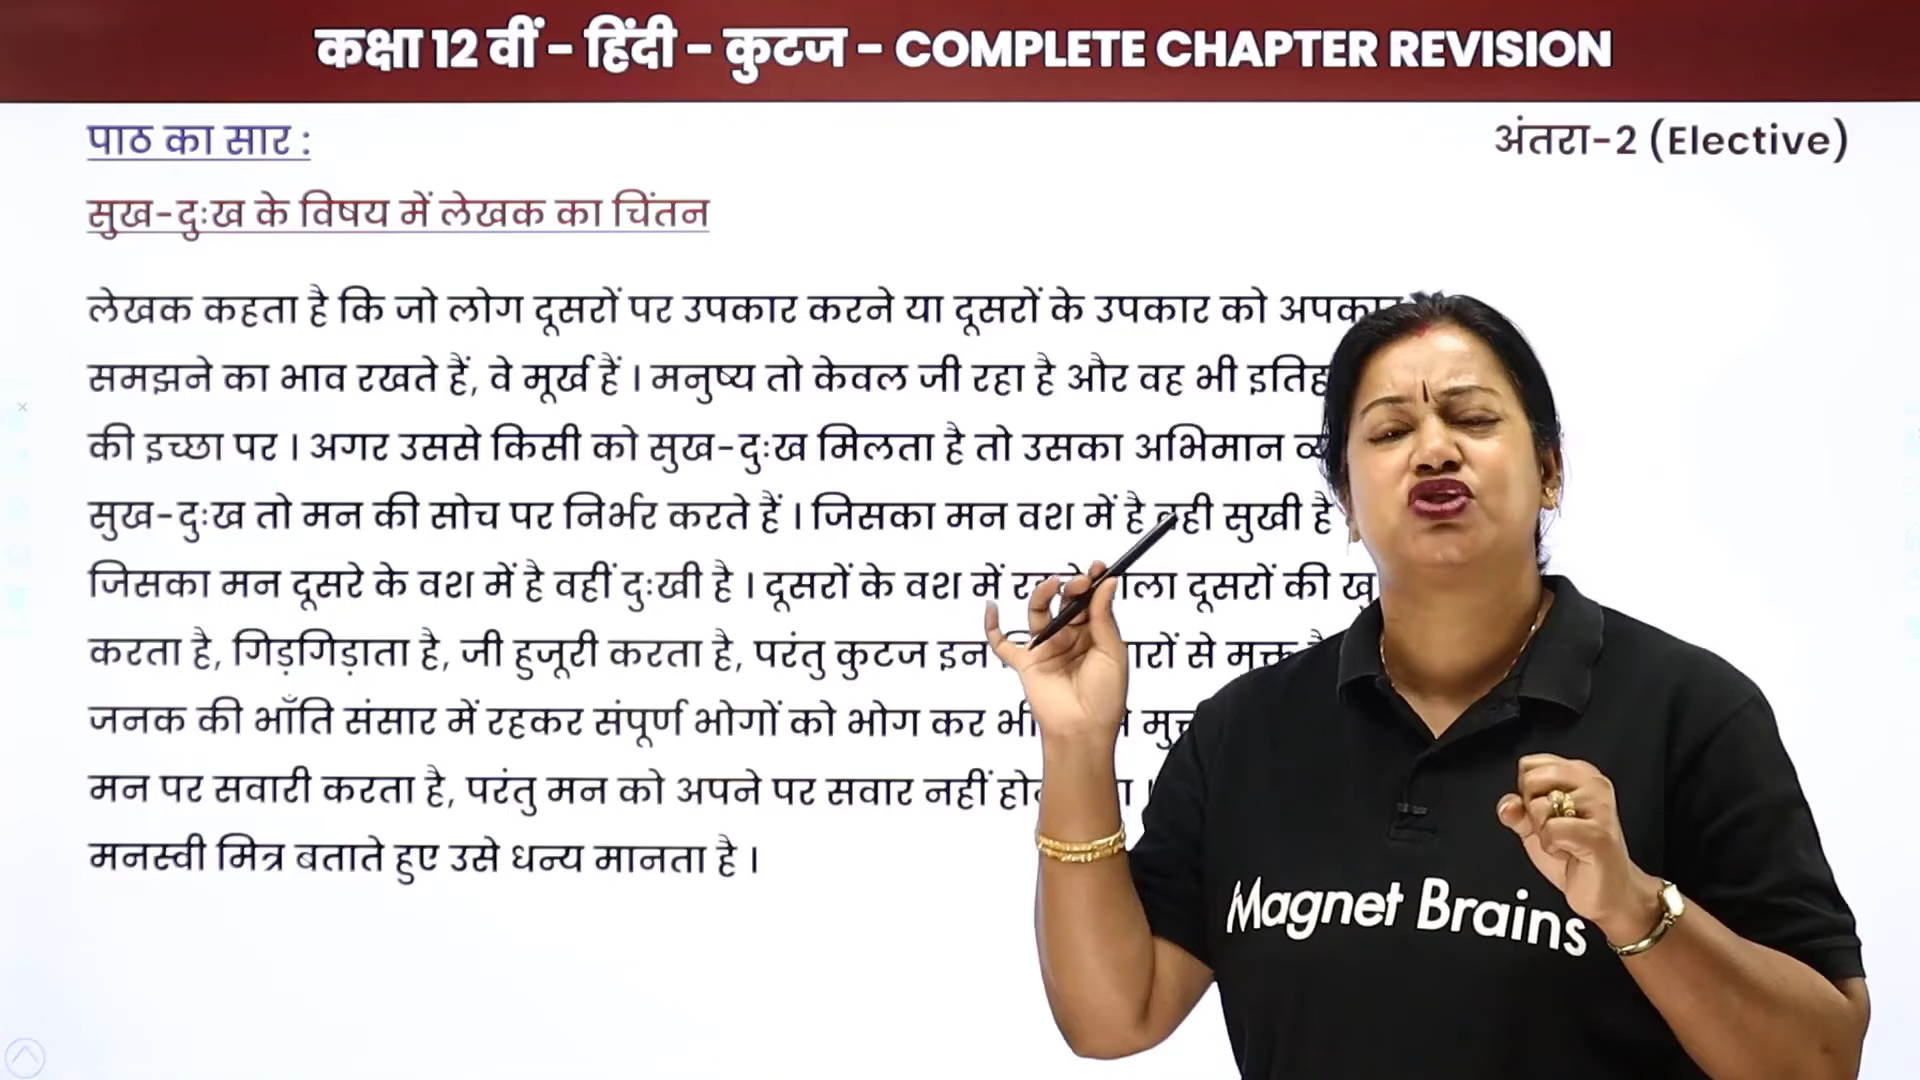 कक्षा 12 वीं - हिंदी - कुटज - COMPLETE CHAPTER REVISION
पाठ का सार :
अंतरा-2 (Elective)
सुख-दुःख के विषय में लेखक का चिंतन
लेखक कहता है कि जो लोग दूसरों पर उपकार करने या दूसरों के उपकार को
समझने का भाव रखते हैं, वे मूर्ख हैं । मनुष्य तो केवल जी रहा है और वह भी
की इच्छा पर । अगर उससे किसी को सुख-दुःख मिलता है तो उसका अभिमान
सुख-दुःख तो मन की सोच पर निर्भर करते हैं । जिसका मन वश में है वही सुखी है
जिसका मन दूसरे के वश में है वहीं दुःखी है । दूसरों के वश में दूसरों की
करता है, गिड़गिड़ाता है, जी हुजूरी करता है, परंतु कुटज इन से मुक्त
जनक की भाँति संसार में रहकर संपूर्ण भोगों को भोग कर
मन पर सवारी करता है, परंतु मन को अपने पर सवार नहीं
मनस्वी मित्र बताते हुए उसे धन्य मानता है ।
Magnet Brains